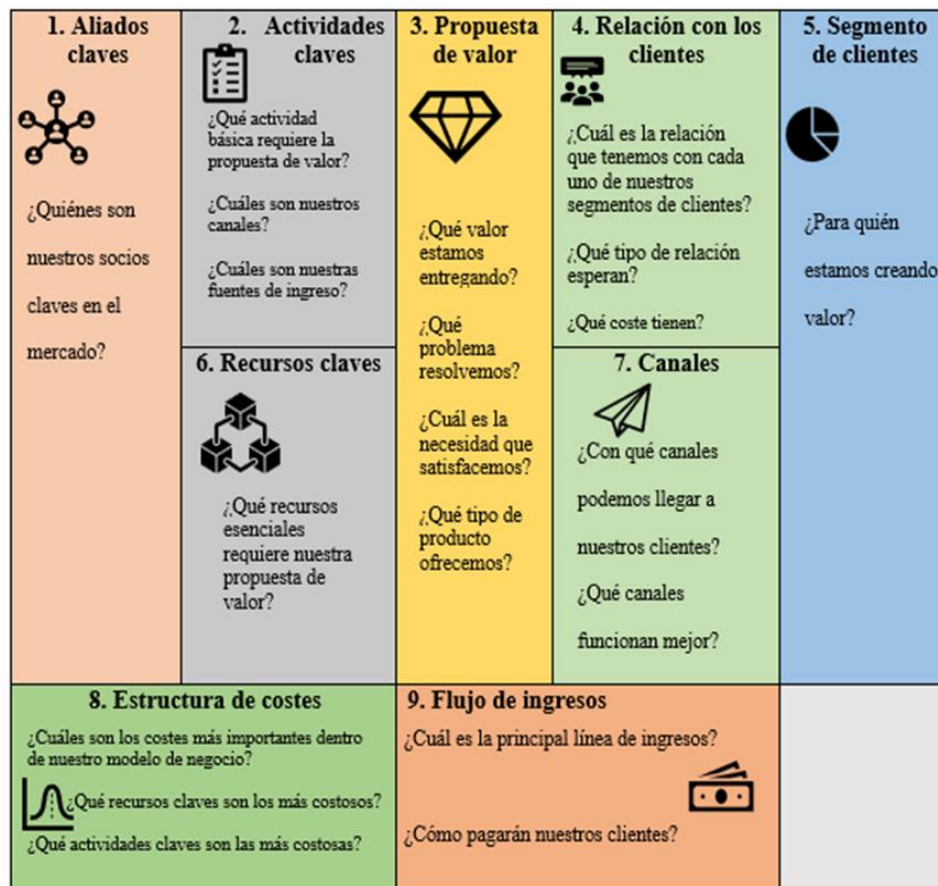 1. Aliados
claves
¿Quiénes son
nuestros socios
claves en el
mercado?
2. Actividades
claves
¿Qué actividad
básica requiere la
propuesta de valor?
¿Cuáles son nuestros
canales?
¿Cuáles son nuestras
fuentes de ingreso?
3. Propuesta
de valor
¿Qué valor
estamos
entregando?
¿Qué
problema
resolvemos?
¿Cuál es la
necesidad que
satisfacemos?
¿Qué tipo de
producto
ofrecemos?
4. Relación con los
clientes
¿Cuál es la relación
que tenemos con cada
uno de nuestros
segmentos de clientes?
¿Qué tipo de relación
esperan?
¿Qué coste tienen?
5. Segmento
de clientes
¿Para quién
estamos creando
valor?
6. Recursos claves
¿Qué recursos
esenciales
requiere nuestra
propuesta de
valor?
7. Canales
¿Con qué canales
podemos llegar a
nuestros clientes?
¿Qué canales
funcionan mejor?
8. Estructura de costes
¿Cuáles son los costes más importantes dentro
de nuestro modelo de negocio?
¿Qué recursos claves son los más costosos?
¿Qué actividades claves son las más costosas?
9. Flujo de ingresos
¿Cuál es la principal línea de ingresos?
¿Cómo pagarán nuestros clientes?